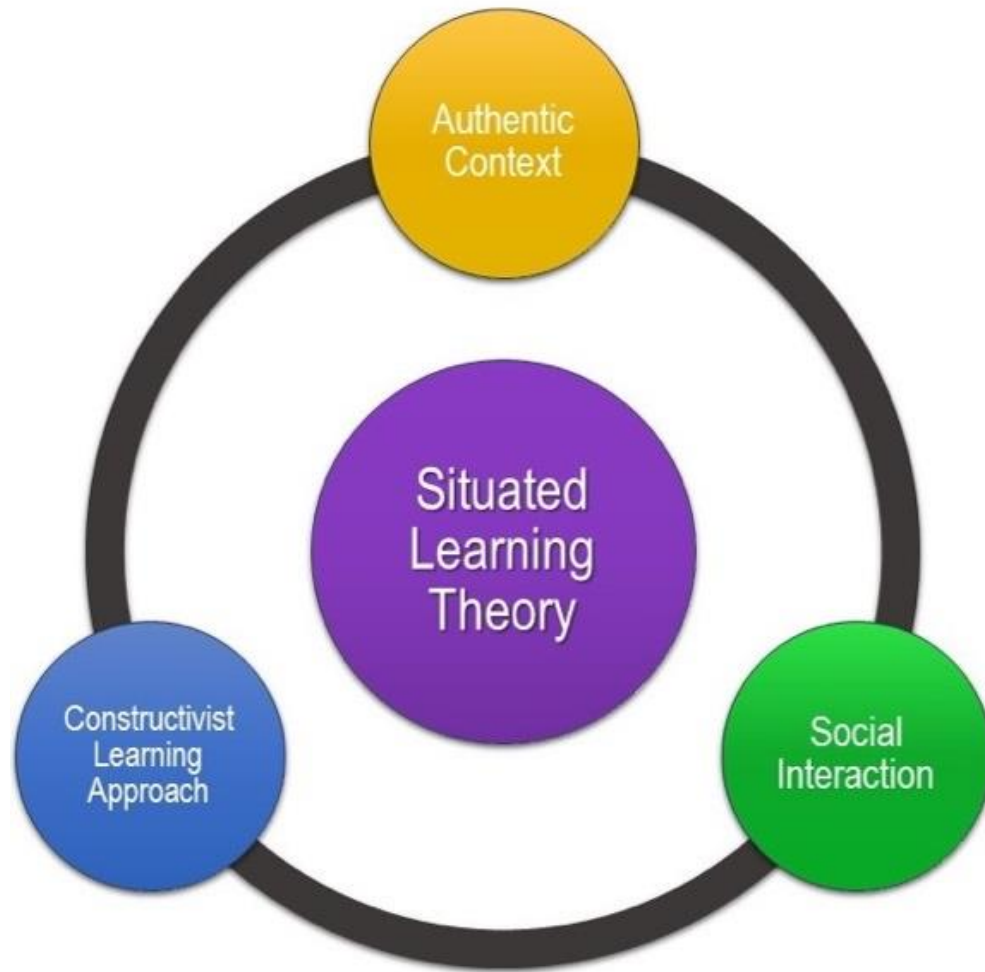 Authentic
Context
Situated
Learning
Theory
Constructivist
Learning
Approach
Social
Interaction